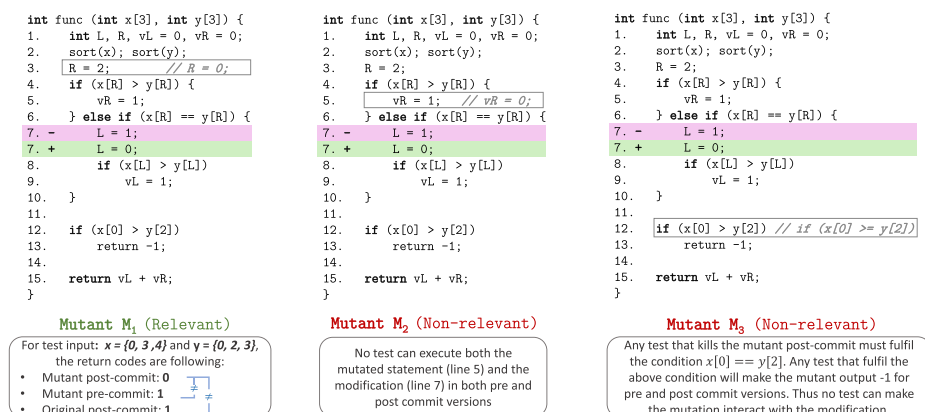 int func (int x[3], int y[3]) {
1. int L, R, vL = 0, vR = 0;
2. sort(x); sort(y);
3. R = 2; // R = 0;
4. if (x[R] > y[R]) {
5. vR = 1;
6. } else if (x[R] == y[R]) {
7. - L = 1;
7. + L = 0;
8. if (x[L] > y[L])
9. vL = 1;
10. }
11.
12. if (x[0] > y[2])
13. return -1;
14.
15. return vL + vR;
}
Mutant M1 (Relevant)
For test input: x = {0, 3 ,4} and y = {0, 2, 3},
the return codes are following:
• Mutant post-commit: 0
• Mutant pre-commit: 1
• Original post-commit: 1
≠
≠
int func (int x[3], int y[3]) {
1. int L, R, vL = 0, vR = 0;
2. sort(x); sort(y);
3. R = 2;
4. if (x[R] > y[R]) {
5. vR = 1; // vR = 0;
6. } else if (x[R] == y[R]) {
7. - L = 1;
7. + L = 0;
8. if (x[L] > y[L])
9. vL = 1;
10. }
11.
12. if (x[0] > y[2])
13. return -1;
14.
15. return vL + vR;
}
Mutant M2 (Non-relevant)
No test can execute both the
mutated statement (line 5) and the
modification (line 7) in both pre and
post commit versions
int func (int x[3], int y[3]) {
1. int L, R, vL = 0, vR = 0;
2. sort(x); sort(y);
3. R = 2;
4. if (x[R] > y[R]) {
5. vR = 1;
6. } else if (x[R] == y[R]) {
7. - L = 1;
7. + L = 0;
8. if (x[L] > y[L])
9. vL = 1;
10. }
11.
12. if (x[0] > y[2]) // if (x[0] >= y[2])
13. return -1;
14.
15. return vL + vR;
}
Mutant M3 (Non-relevant)
Any test that kills the mutant post-commit must fulfil
the condition x[0] == y[2]. Any test that fulfil the
above condition will make the mutant output -1 for
pre and post commit versions. Thus no test can make
the mutation interact with the modification